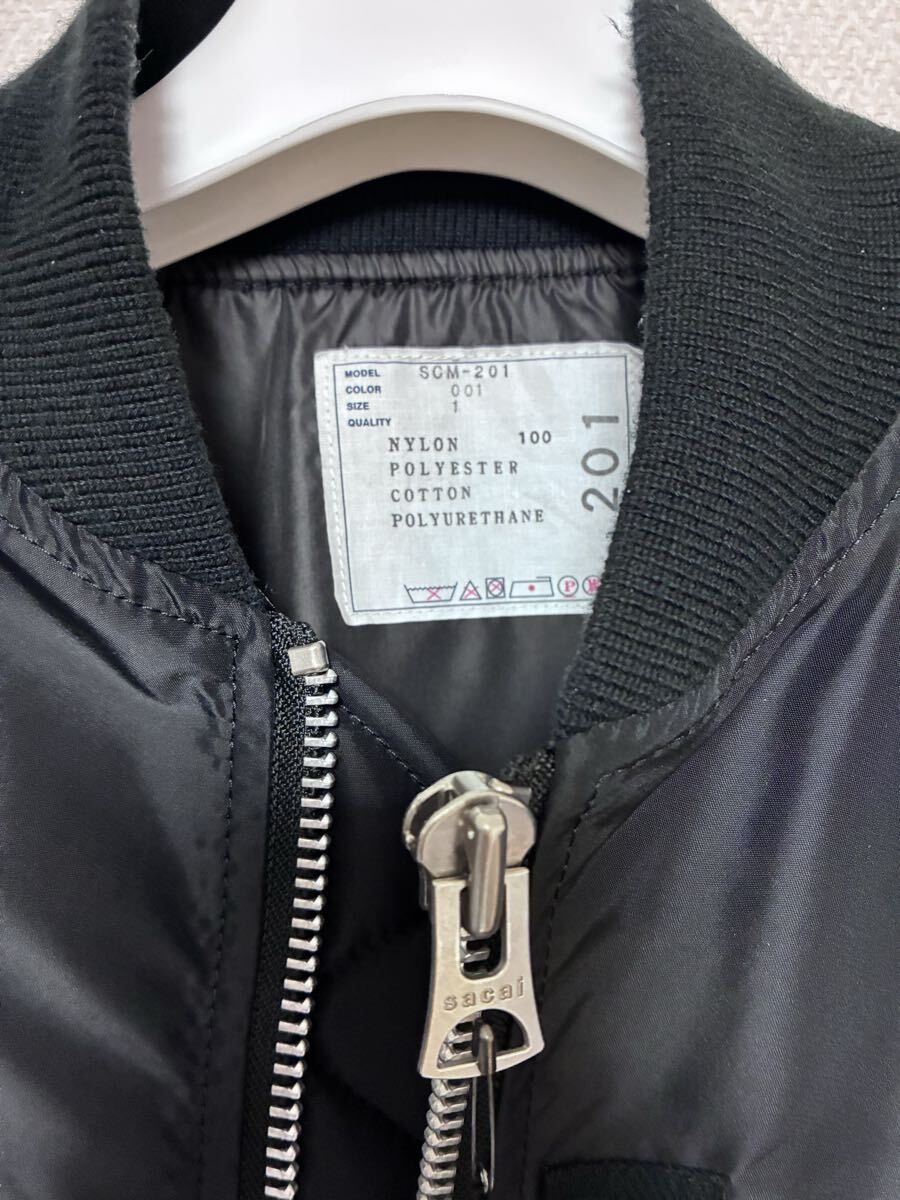 MODEL SCM-201
COLOR 001
SIZE 1
QUALITY
NYLON 100
POLYESTER
COTTON
POLYURETHANE
201
P
sacai